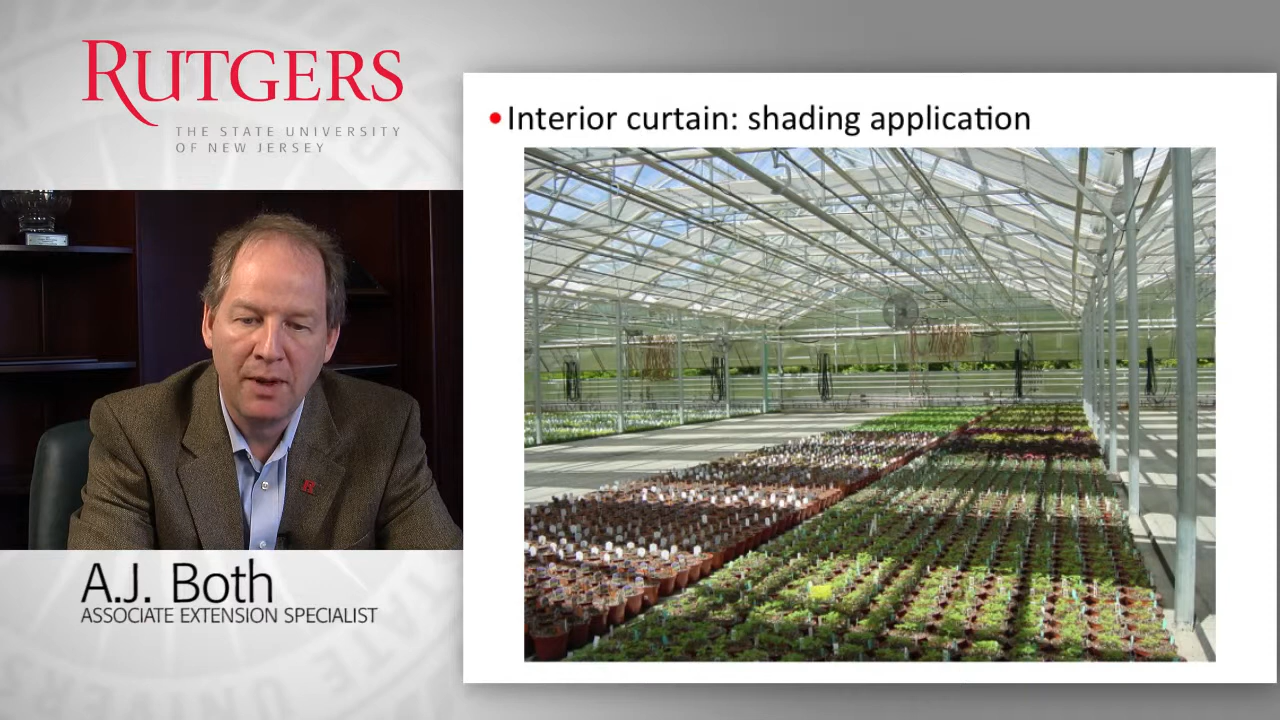 RUTGERS
THE STATE UNIVERSITY
OF NEW JERSEY
• Interior curtain: shading application
A.J. Both
ASSOCIATE EXTENSION SPECIALIST